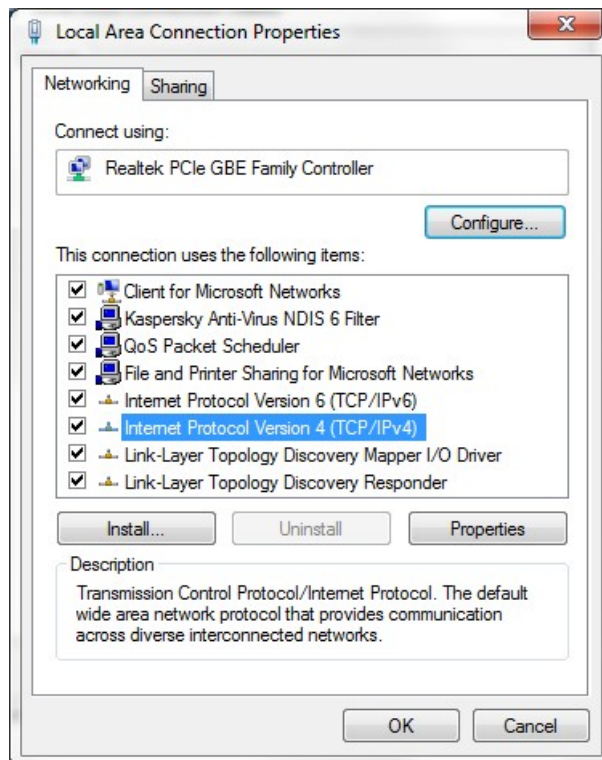 Local Area Connection Properties
Networking
Sharing
Connect using:
Realtek PCIe GBE Family Controller
Configure...
This connection uses the following items:
Client for Microsoft Networks
Kaspersky Anti-Virus NDIS 6 Filter
QoS Packet Scheduler
File and Printer Sharing for Microsoft Networks
Internet Protocol Version 6 (TCP/IPv6)
Internet Protocol Version 4 (TCP/IPv4)
Link-Layer Topology Discovery Mapper I/O Driver
Link-Layer Topology Discovery Responder
Install... Uninstall Properties
Description
Transmission Control Protocol/Internet Protocol. The default
wide area network protocol that provides communication
across diverse interconnected networks.
OK Cancel